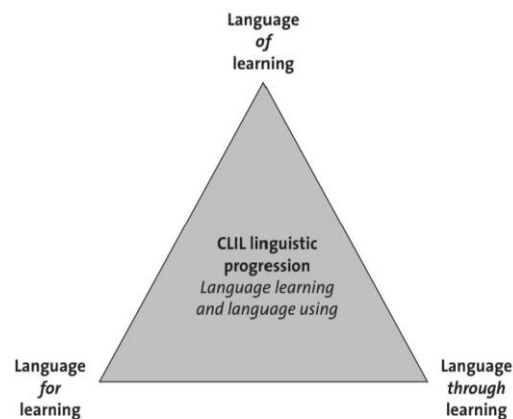 Language
of
learning
CLIL linguistic
progression
Language learning
and language using
Language
for
learning
Language
through
learning